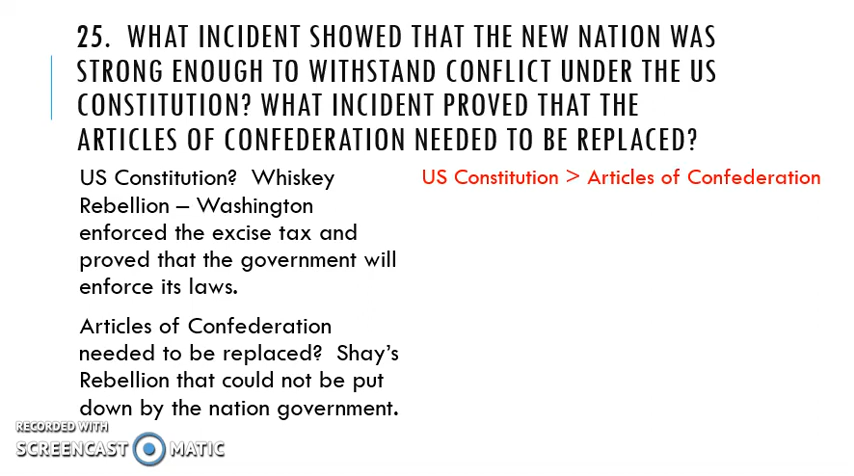 25. WHAT INCIDENT SHOWED THAT THE NEW NATION WAS
STRONG ENOUGH TO WITHSTAND CONFLICT UNDER THE US
CONSTITUTION? WHAT INCIDENT PROVED THAT THE
ARTICLES OF CONFEDERATION NEEDED TO BE REPLACED?
US Constitution? Whiskey
Rebellion – Washington
enforced the excise tax and
proved that the government will
enforce its laws.
Articles of Confederation
needed to be replaced? Shay's
Rebellion that could not be put
down by the nation government.
US Constitution > Articles of Confederation
RECORDED WITH
SCREENCAST MATIC